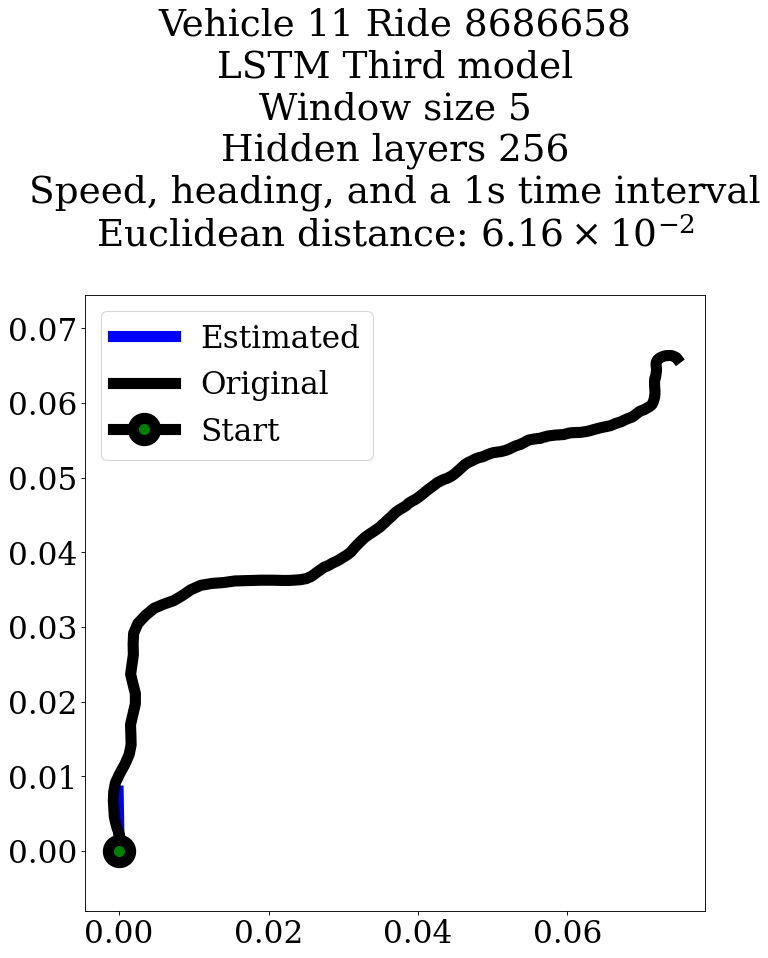 Vehicle 11 Ride 8686658
LSTM Third model
Window size 5
Hidden layers 256
Speed, heading, and a 1s time interval
Euclidean distance: 6.16 × 10⁻²
Estimated
Original
Start
0.07
0.06
0.05
0.04
0.03
0.02
0.01
0.00
0.00 0.02 0.04 0.06